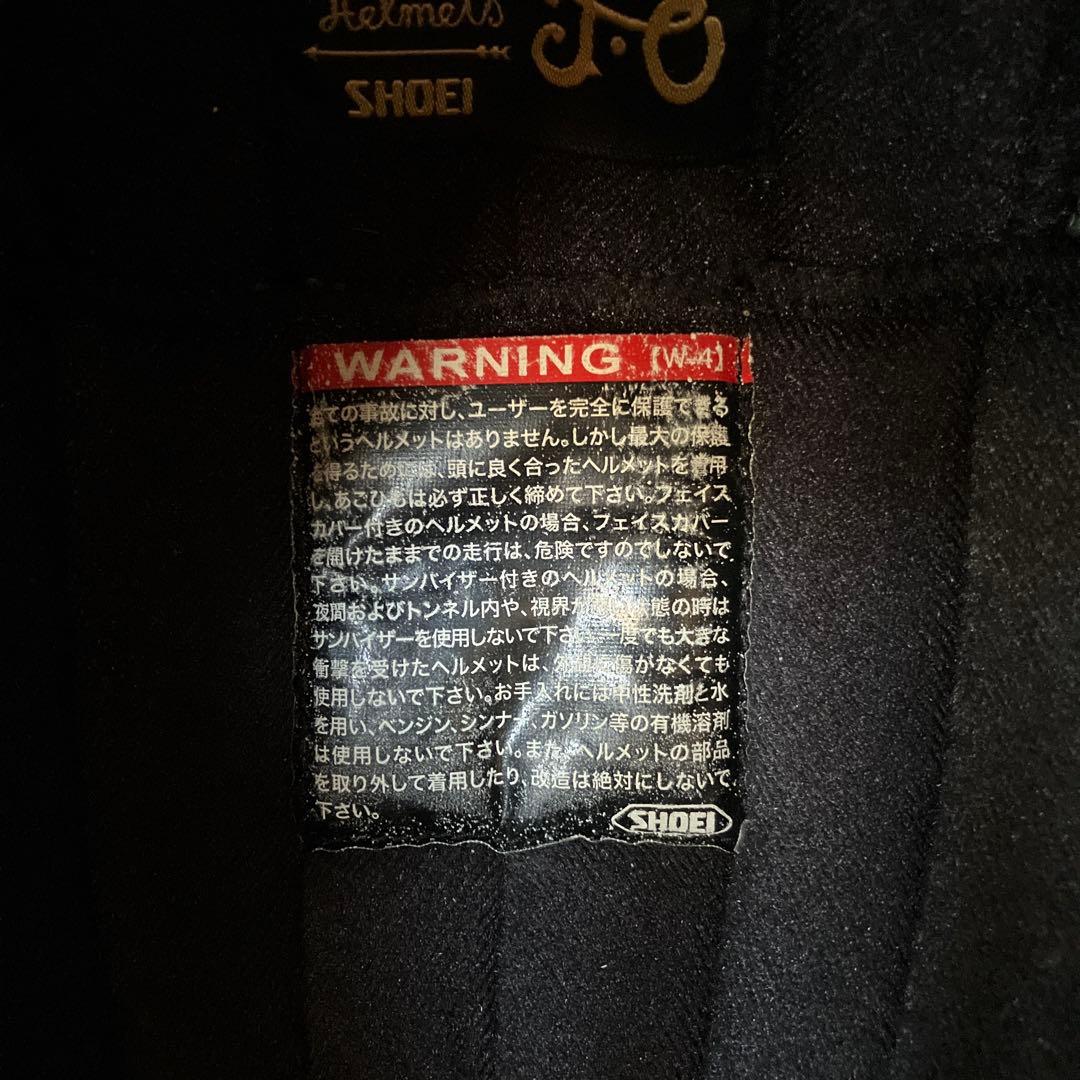 Helmets
J.O
SHOEI
WARNING【W-4】
全ての事故に対し、ユーザーを完全に保護できる
というヘルメットはありません。しかし最大の保護
を得るためには、頭に良く合ったヘルメットを着用
し、あごひもは必ず正しく締めて下さい。フェイス
カバー付きのヘルメットの場合、フェイスカバー
を開けたままでの走行は、危険ですのでしないで
下さい。サンバイザー付きのヘルメットの場合、
夜間およびトンネル内や、視界が 状態の時は
サンバイザーを使用しないで下さい。一度でも大きな
衝撃を受けたヘルメットは、外観に損傷がなくても
使用しないで下さい。お手入れには中性洗剤と水
を用い、ベンジン、シンナー、ガソリン等の有機溶剤
は使用しないで下さい。また、ヘルメットの部品
を取り外して着用したり、改造は絶対にしないで
下さい。
SHOEI